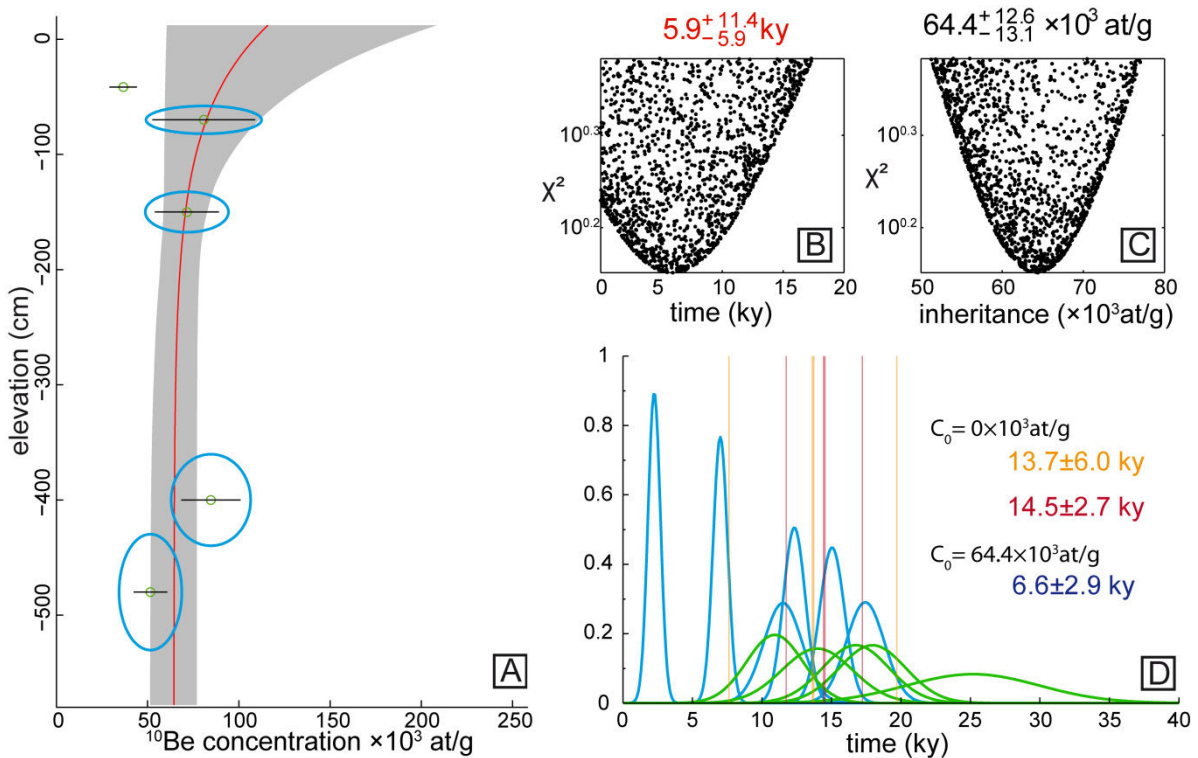 0
-100
-200
-300
-400
-500
elevation (cm)
0 50 100 150 200 250
¹⁰Be concentration ×10³ at/g
A
5.9 +11.4 −5.9 ky
10^0.3
χ²
10^0.2
B
0 5 10 15 20
time (ky)
64.4 +12.6 −13.1 ×10³ at/g
10^0.3
χ²
10^0.2
C
50 60 70 80
inheritance (×10³at/g)
1
0.8
0.6
0.4
0.2
0
C₀= 0×10³at/g
13.7±6.0 ky
14.5±2.7 ky
C₀= 64.4×10³at/g
6.6±2.9 ky
D
0 5 10 15 20 25 30 35 40
time (ky)